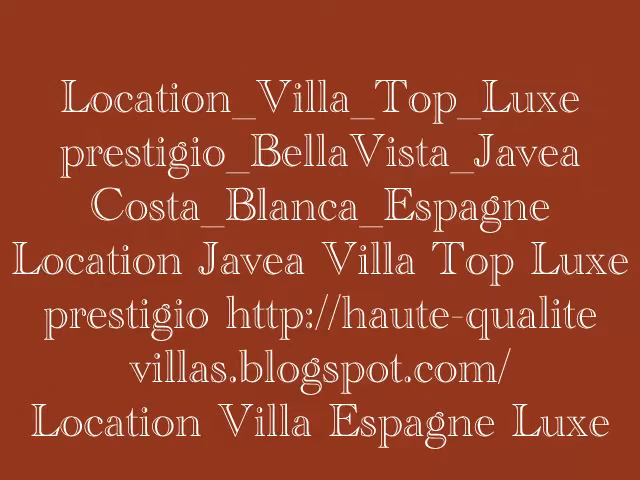 Location_Villa_Top_Luxe
prestigio_BellaVista_Javea
Costa_Blanca_Espagne
Location Javea Villa Top Luxe
prestigio http://haute-qualite
villas.blogspot.com/
Location Villa Espagne Luxe